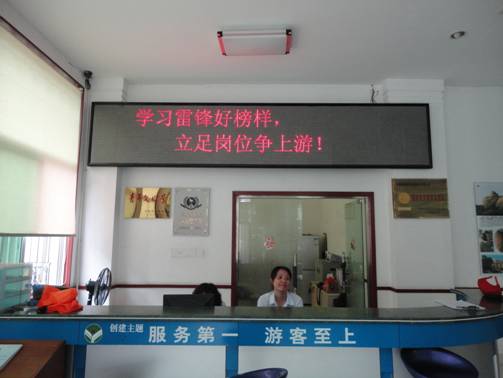 学习雷锋好榜样，
立足岗位争上游！
创建主题
服务第一 游客至上